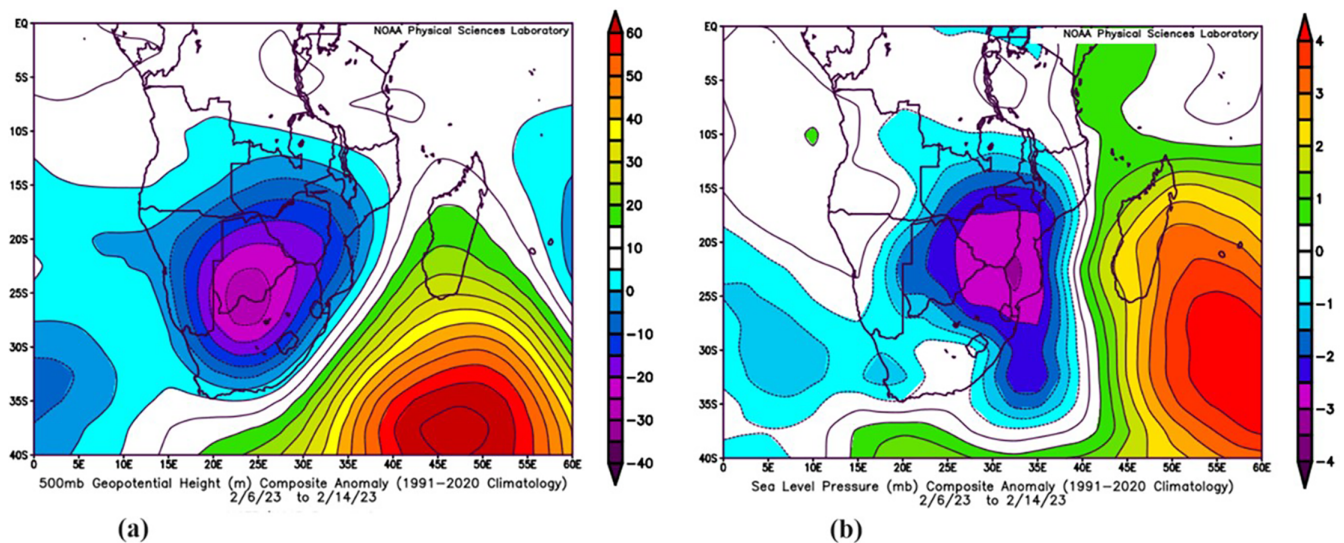 NOAA Physical Sciences Laboratory
EQ
5S
10S
15S
20S
25S
30S
35S
40S
0 5E 10E 15E 20E 25E 30E 35E 40E 45E 50E 55E 60E
60
50
40
30
20
10
0
−10
−20
−30
−40
500mb Geopotential Height (m) Composite Anomaly (1991−2020 Climatology)
2/6/23 to 2/14/23
(a)
NOAA Physical Sciences Laboratory
EQ
5S
10S
15S
20S
25S
30S
35S
40S
0 5E 10E 15E 20E 25E 30E 35E 40E 45E 50E 55E 60E
4
3
2
1
0
−1
−2
−3
−4
Sea Level Pressure (mb) Composite Anomaly (1991−2020 Climatology)
2/6/23 to 2/14/23
(b)